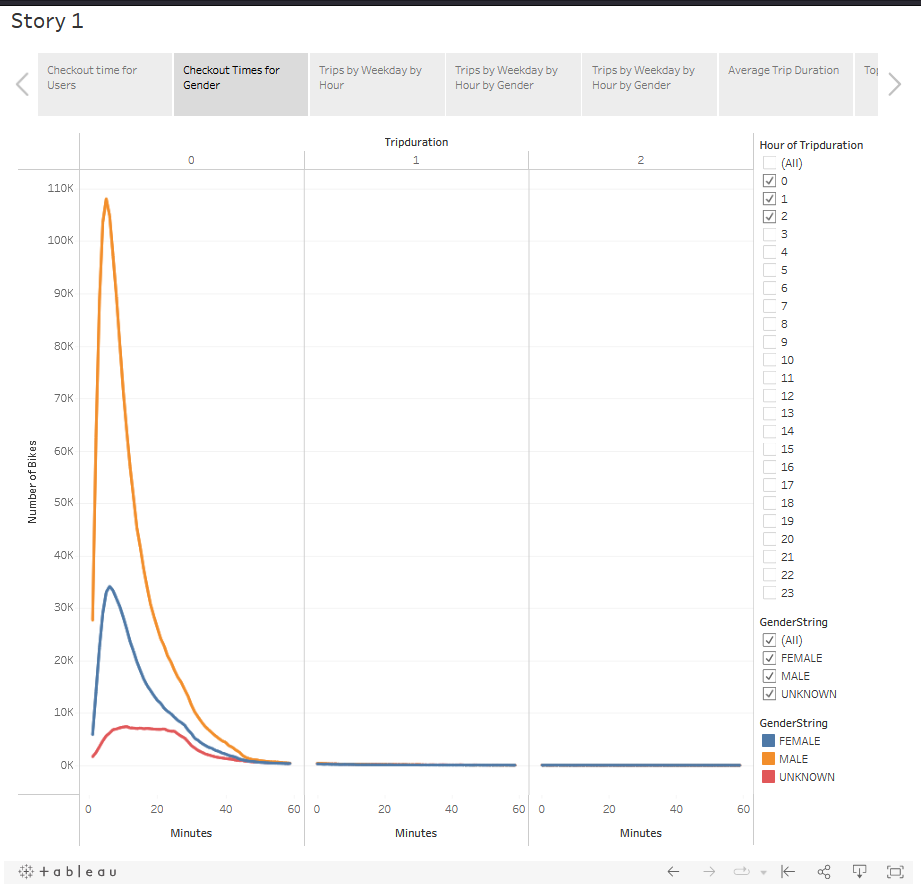 Story 1
Checkout time for
Users
Checkout Times for
Gender
Trips by Weekday by
Hour
Trips by Weekday by
Hour by Gender
Trips by Weekday by
Hour by Gender
Average Trip Duration
Tripduration
0
1
2
Number of Bikes
110K
100K
90K
80K
70K
60K
50K
40K
30K
20K
10K
0K
0
20
40
60
0
20
40
60
0
20
40
60
Minutes
Minutes
Minutes
Hour of Tripduration
(All)
0
1
2
3
4
5
6
7
8
9
10
11
12
13
14
15
16
17
18
19
20
21
22
23
GenderString
(All)
FEMALE
MALE
UNKNOWN
GenderString
FEMALE
MALE
UNKNOWN
+ a b l e a u